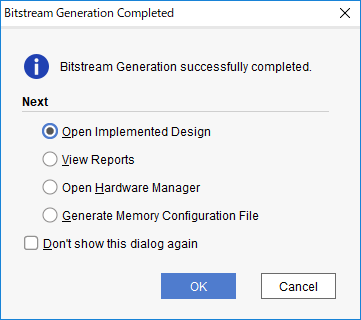 Bitstream Generation Completed
Bitstream Generation successfully completed.
Next
Open Implemented Design
View Reports
Open Hardware Manager
Generate Memory Configuration File
Don't show this dialog again
OK
Cancel